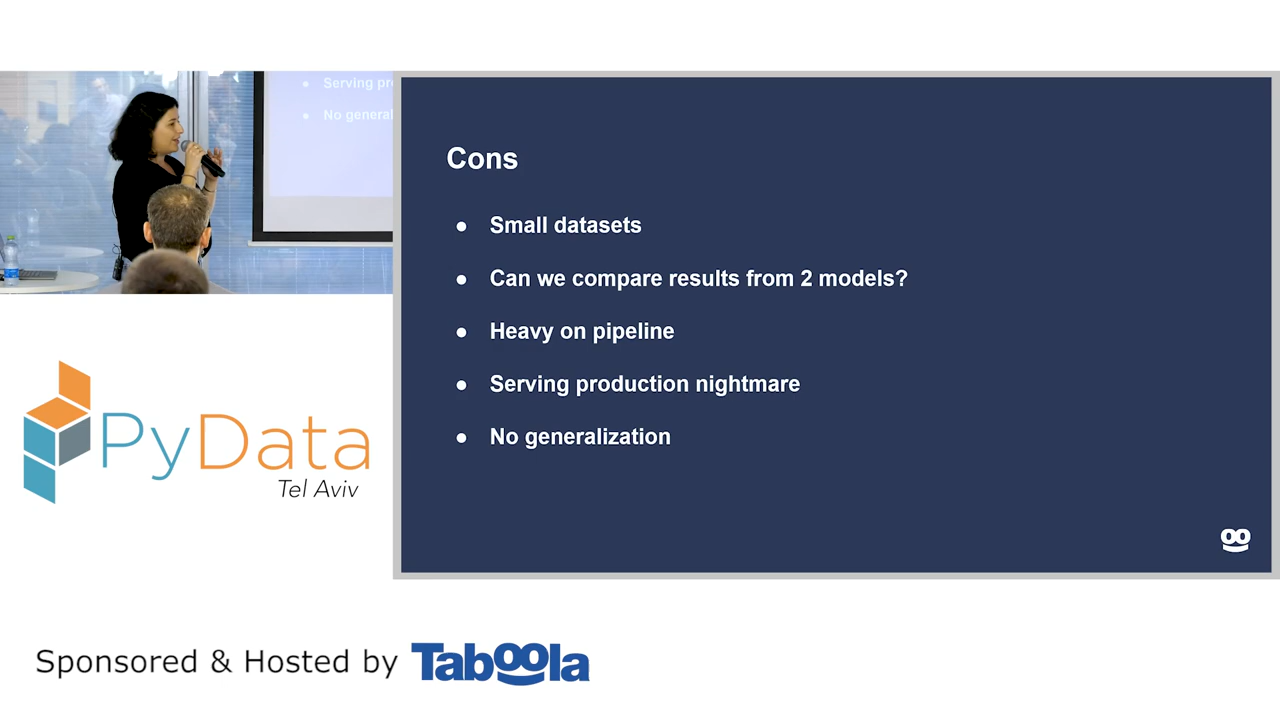 Serving pr
No general
Cons
Small datasets
Can we compare results from 2 models?
Heavy on pipeline
Serving production nightmare
No generalization
PyData
Tel Aviv
Sponsored & Hosted by Taboola